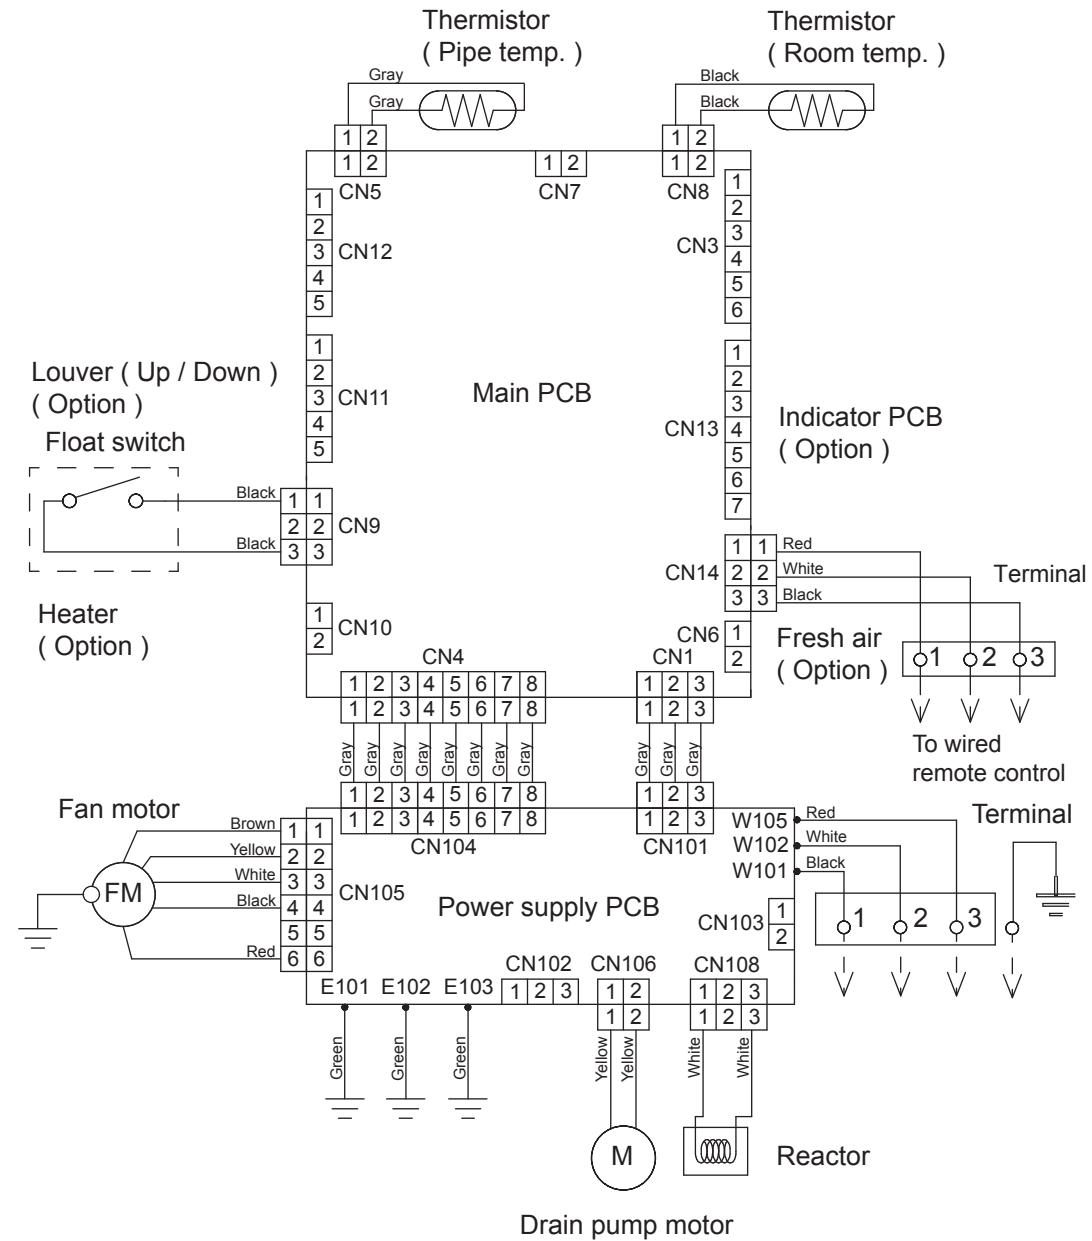 Thermistor
( Pipe temp. )
Thermistor
( Room temp. )
Gray
Gray
Black
Black
1 2
1 2
CN5
1 2
CN7
1 2
1 2
CN8
1
2
3
4
5
CN12
1
2
3
4
5
6
CN3
1
2
3
4
5
CN11
Louver ( Up / Down )
( Option )
Float switch
Main PCB
1
2
3
4
5
6
7
CN13
Indicator PCB
( Option )
Black
Black
1 1
2 2
3 3
CN9
CN14
1 1
2 2
3 3
Red
White
Black
Terminal
Heater
( Option )
1
2
CN10
CN6
1
2
Fresh air
( Option )
1 2 3
To wired
remote control
CN4
1 2 3 4 5 6 7 8
1 2 3 4 5 6 7 8
CN1
1 2 3
1 2 3
Gray Gray Gray Gray Gray Gray Gray Gray
Gray Gray Gray
1 2 3 4 5 6 7 8
1 2 3 4 5 6 7 8
CN104
1 2 3
1 2 3
CN101
Fan motor
FM
Brown
Yellow
White
Black
Red
1 1
2 2
3 3
4 4
5 5
6 6
CN105
Power supply PCB
W105
W102
W101
Red
White
Black
Terminal
1 2 3
CN103
1
2
E101 E102 E103
CN102
1 2 3
CN106
1 2
1 2
CN108
1 2 3
1 2 3
Green
Green
Green
Yellow
Yellow
White
White
M
Reactor
Drain pump motor